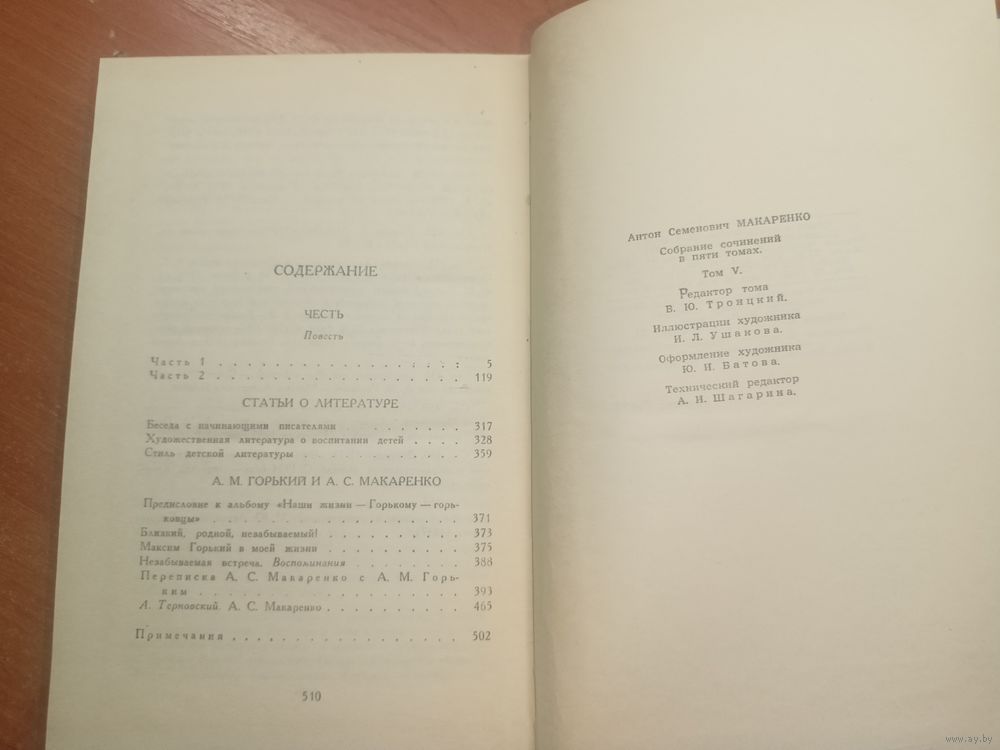 СОДЕРЖАНИЕ
ЧЕСТЬ
Повесть
Часть 1 . . . . . . . . . . . . . . . . 5
Часть 2 . . . . . . . . . . . . . . . . 119
СТАТЬИ О ЛИТЕРАТУРЕ
Беседа с начинающими писателями . . . . . . . . 317
Художественная литература о воспитании детей . . . . 328
Стиль детской литературы . . . . . . . . . . . 359
А. М. ГОРЬКИЙ И А. С. МАКАРЕНКО
Предисловие к альбому «Наши жизни — Горькому — горь-
ковцы» . . . . . . . . . . . . . . . . 371
Близкий, родной, незабываемый! . . . . . . . . . 373
Максим Горький в моей жизни . . . . . . . . . . 375
Незабываемая встреча. Воспоминания . . . . . . . . 388
Переписка А. С. Макаренко с А. М. Горь-
ким . . . . . . . . . . . . . . . . . 393
А. Терновский. А. С. Макаренко . . . . . . . . . . 465
Примечания . . . . . . . . . . . . . . . 502
510
Антон Семенович МАКАРЕНКО
Собрание сочинений
в пяти томах.
Том V.
Редактор тома
В. Ю. Троицкий.
Иллюстрации художника
И. Л. Ушакова.
Оформление художника
Ю. И. Батова.
Технический редактор
А. И. Шагарина.
www.ay.by